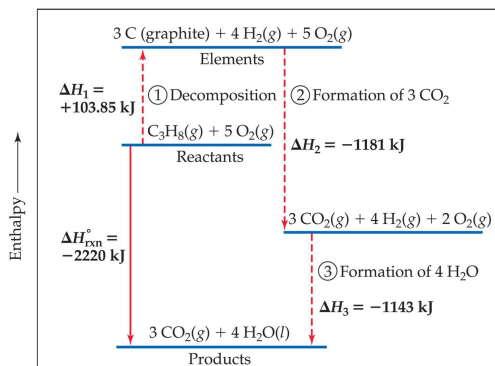 3 C (graphite) + 4 H₂(g) + 5 O₂(g)
Elements
ΔH₁ =
+103.85 kJ
① Decomposition
② Formation of 3 CO₂
C₃H₈(g) + 5 O₂(g)
Reactants
ΔH₂ = −1181 kJ
Enthalpy
3 CO₂(g) + 4 H₂(g) + 2 O₂(g)
ΔH°rxn =
−2220 kJ
③ Formation of 4 H₂O
ΔH₃ = −1143 kJ
3 CO₂(g) + 4 H₂O(l)
Products